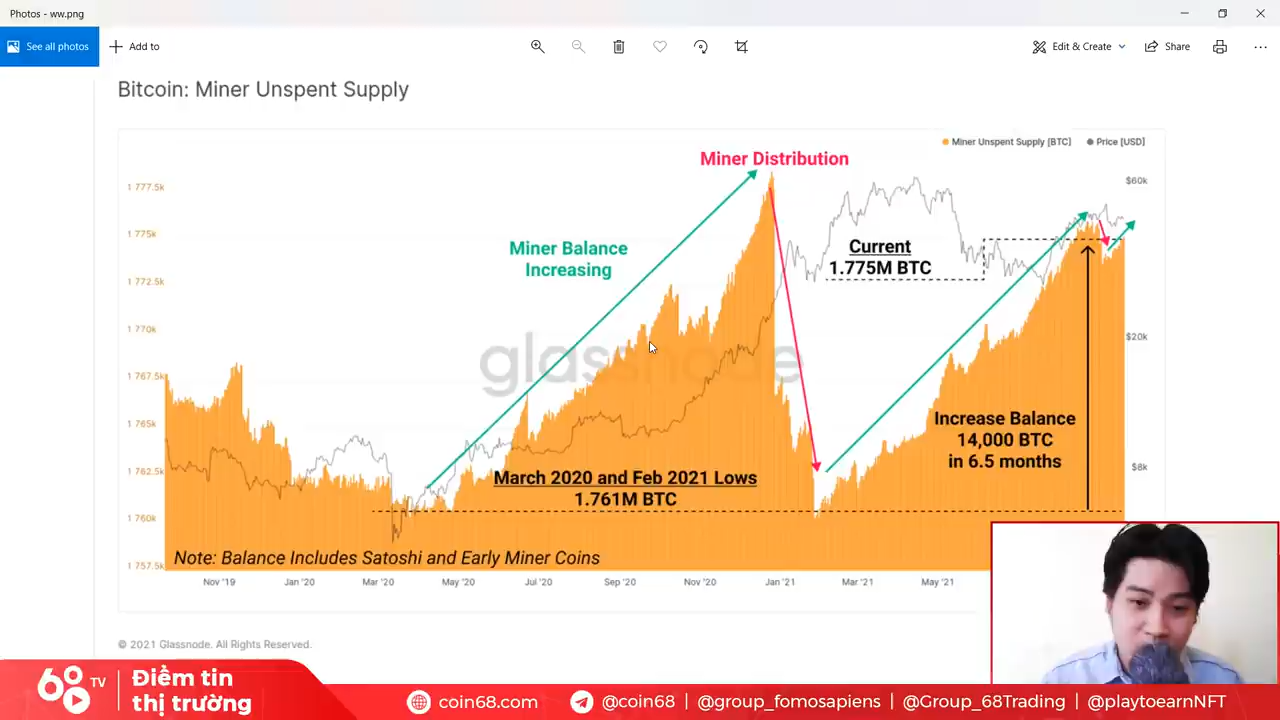 Photos - ww.png
See all photos
Add to
Edit & Create
Share
Bitcoin: Miner Unspent Supply
Miner Unspent Supply [BTC]
Price [USD]
Miner Distribution
1 777.5k
1 775k
1 772.5k
1 770k
1 767.5k
1 765k
1 762.5k
1 760k
1 757.5k
$60k
$20k
$8k
Miner Balance
Increasing
Current
1.775M BTC
glassnode
Increase Balance
14,000 BTC
in 6.5 months
March 2020 and Feb 2021 Lows
1.761M BTC
Note: Balance Includes Satoshi and Early Miner Coins
Nov '19
Jan '20
Mar '20
May '20
Jul '20
Sep '20
Nov '20
Jan '21
Mar '21
May '21
© 2021 Glassnode. All Rights Reserved.
68 TV
Điểm tin
thị trường
coin68.com
@coin68 | @group_fomosapiens | @Group_68Trading | @playtoearnNFT